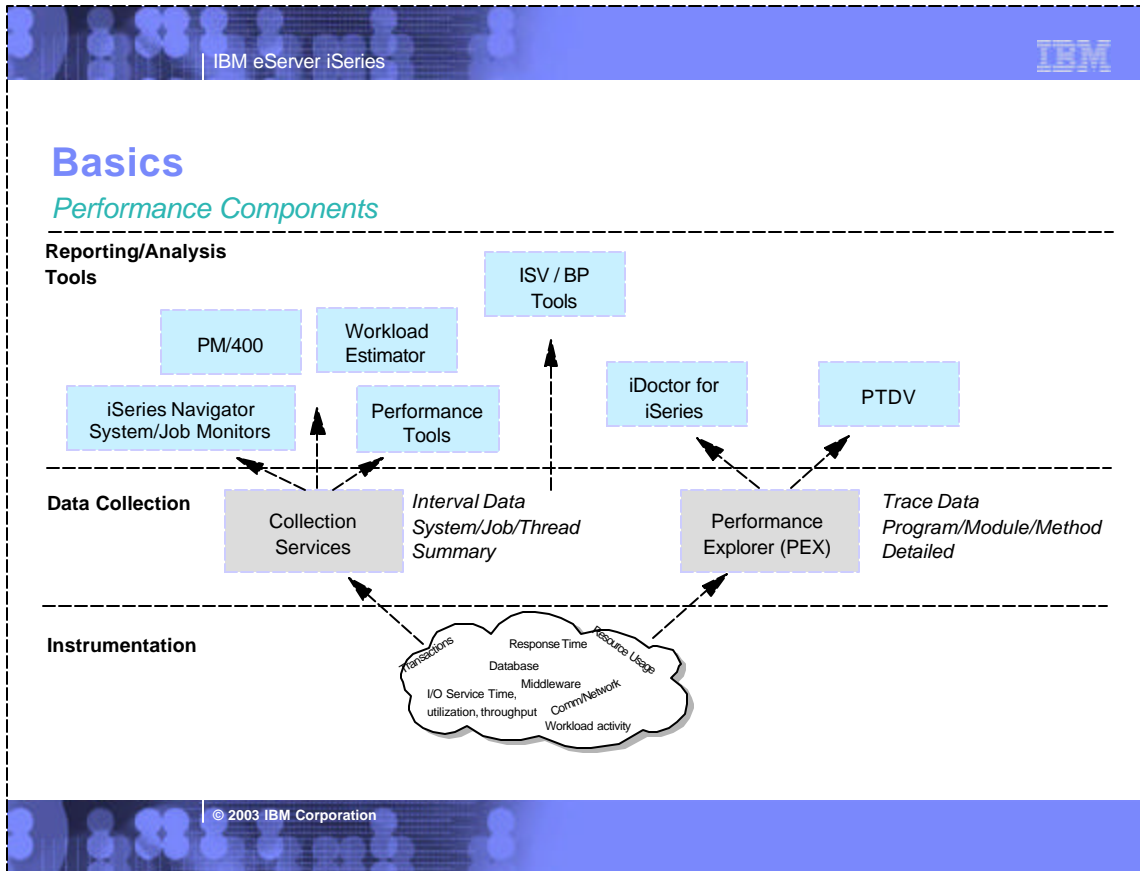 IBM eServer iSeries
IBM
Basics
Performance Components
Reporting/Analysis
Tools
ISV / BP
Tools
PM/400
Workload
Estimator
iSeries Navigator
System/Job Monitors
Performance
Tools
iDoctor for
iSeries
PTDV
Data Collection
Collection
Services
Interval Data
System/Job/Thread
Summary
Performance
Explorer (PEX)
Trace Data
Program/Module/Method
Detailed
Instrumentation
Transactions
Response Time
Resource Usage
Database
Middleware
I/O Service Time,
utilization, throughput
Comm/Network
Workload activity
© 2003 IBM Corporation